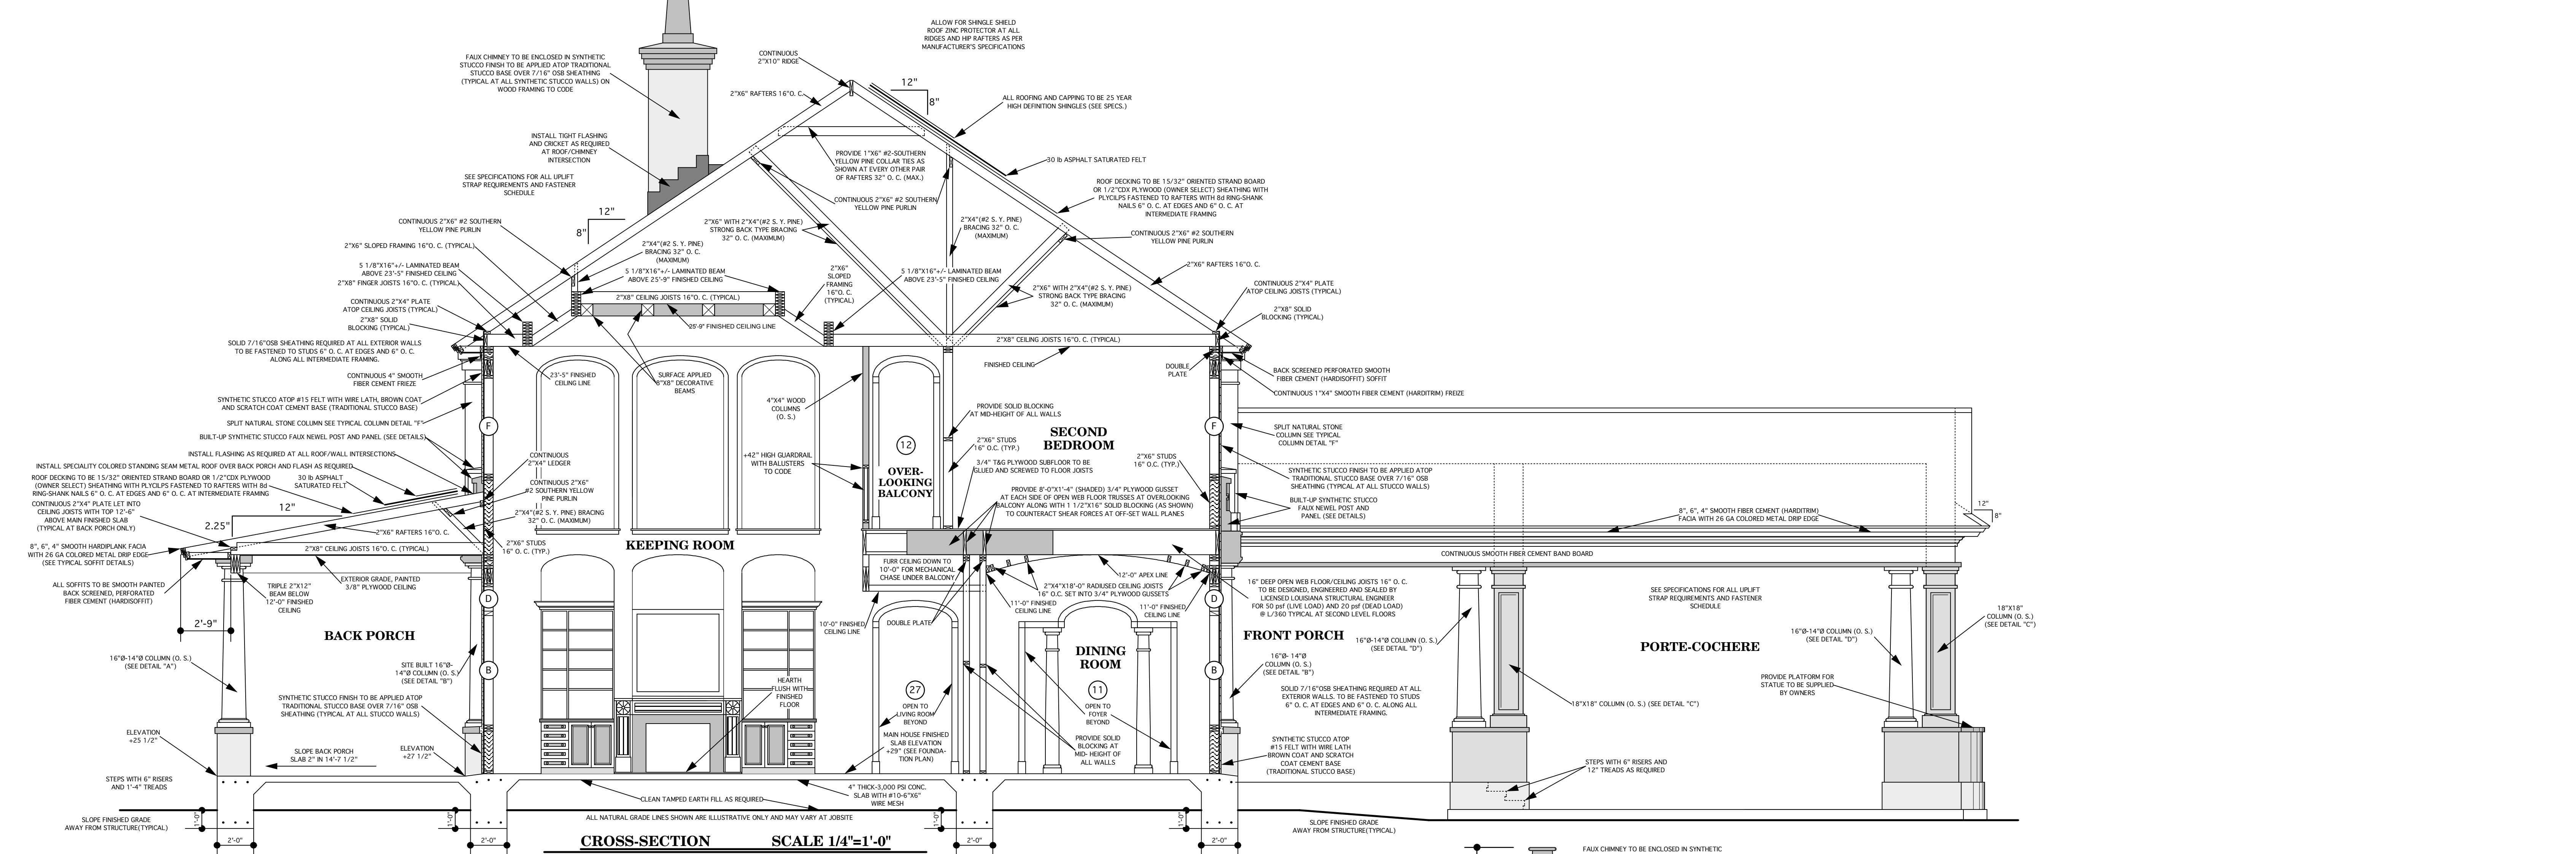 ALLOW FOR SHINGLE SHIELD
ROOF ZINC PROTECTOR AT ALL
RIDGES AND HIP RAFTERS AS PER
MANUFACTURER'S SPECIFICATIONS
FAUX CHIMNEY TO BE ENCLOSED IN SYNTHETIC
STUCCO FINISH TO BE APPLIED ATOP TRADITIONAL
STUCCO BASE OVER 7/16" OSB SHEATHING
(TYPICAL AT ALL SYNTHETIC STUCCO WALLS) ON
WOOD FRAMING TO CODE
CONTINUOUS
2"X10" RIDGE
2"X6" RAFTERS 16"O. C.
12"
8"
ALL ROOFING AND CAPPING TO BE 25 YEAR
HIGH DEFINITION SHINGLES (SEE SPECS.)
INSTALL TIGHT FLASHING
AND CRICKET AS REQUIRED
AT ROOF/CHIMNEY
INTERSECTION
PROVIDE 1"X6" #2-SOUTHERN
YELLOW PINE COLLAR TIES AS
SHOWN AT EVERY OTHER PAIR
OF RAFTERS 32" O. C. (MAX.)
30 lb ASPHALT SATURATED FELT
SEE SPECIFICATIONS FOR ALL UPLIFT
STRAP REQUIREMENTS AND FASTENER
SCHEDULE
ROOF DECKING TO BE 15/32" ORIENTED STRAND BOARD
OR 1/2"CDX PLYWOOD (OWNER SELECT) SHEATHING WITH
PLYCILPS FASTENED TO RAFTERS WITH 8d RING-SHANK
NAILS 6" O. C. AT EDGES AND 6" O. C. AT
INTERMEDIATE FRAMING
CONTINUOUS 2"X6" #2 SOUTHERN
YELLOW PINE PURLIN
12"
8"
CONTINUOUS 2"X6" #2 SOUTHERN
YELLOW PINE PURLIN
2"X6" WITH 2"X4"(#2 S. Y. PINE)
STRONG BACK TYPE BRACING
32" O. C. (MAXIMUM)
2"X4"(#2 S. Y. PINE)
BRACING 32" O. C.
(MAXIMUM)
CONTINUOUS 2"X6" #2 SOUTHERN
YELLOW PINE PURLIN
2"X6" SLOPED FRAMING 16"O. C. (TYPICAL)
2"X4"(#2 S. Y. PINE)
BRACING 32" O. C.
(MAXIMUM)
5 1/8"X16"+/- LAMINATED BEAM
ABOVE 23'-5" FINISHED CEILING
5 1/8"X16"+/- LAMINATED BEAM
ABOVE 25'-9" FINISHED CEILING
2"X6"
SLOPED
FRAMING
16"O. C.
(TYPICAL)
5 1/8"X16"+/- LAMINATED BEAM
ABOVE 23'-5" FINISHED CEILING
2"X6" RAFTERS 16"O. C.
2"X8" FINGER JOISTS 16"O. C. (TYPICAL)
2"X6" WITH 2"X4"(#2 S. Y. PINE)
STRONG BACK TYPE BRACING
32" O. C. (MAXIMUM)
CONTINUOUS 2"X4" PLATE
ATOP CEILING JOISTS (TYPICAL)
CONTINUOUS 2"X4" PLATE
ATOP CEILING JOISTS (TYPICAL)
2"X8" CEILING JOISTS 16"O. C. (TYPICAL)
2"X8" SOLID
BLOCKING (TYPICAL)
25'-9" FINISHED CEILING LINE
2"X8" SOLID
BLOCKING (TYPICAL)
SOLID 7/16"OSB SHEATHING REQUIRED AT ALL EXTERIOR WALLS
TO BE FASTENED TO STUDS 6" O. C. AT EDGES AND 6" O. C.
ALONG ALL INTERMEDIATE FRAMING.
2"X8" CEILING JOISTS 16"O. C. (TYPICAL)
FINISHED CEILING
DOUBLE
PLATE
CONTINUOUS 4" SMOOTH
FIBER CEMENT FRIEZE
23'-5" FINISHED
CEILING LINE
SURFACE APPLIED
8"X8" DECORATIVE
BEAMS
BACK SCREENED PERFORATED SMOOTH
FIBER CEMENT (HARDISOFFIT) SOFFIT
CONTINUOUS 1"X4" SMOOTH FIBER CEMENT (HARDITRIM) FREIZE
SYNTHETIC STUCCO ATOP #15 FELT WITH WIRE LATH, BROWN COAT
AND SCRATCH COAT CEMENT BASE (TRADITIONAL STUCCO BASE)
4"X4" WOOD
COLUMNS
(O. S.)
PROVIDE SOLID BLOCKING
AT MID-HEIGHT OF ALL WALLS
SPLIT NATURAL STONE COLUMN SEE TYPICAL COLUMN DETAIL "F"
F
F
SPLIT NATURAL STONE
COLUMN SEE TYPICAL
COLUMN DETAIL "F"
BUILT-UP SYNTHETIC STUCCO FAUX NEWEL POST AND PANEL (SEE DETAILS)
12
SECOND
BEDROOM
2"X6" STUDS
16" O.C. (TYP.)
INSTALL FLASHING AS REQUIRED AT ALL ROOF/WALL INTERSECTIONS
CONTINUOUS
2"X4" LEDGER
+42" HIGH GUARDRAIL
WITH BALUSTERS
TO CODE
OVER-
LOOKING
BALCONY
3/4" T&G PLYWOOD SUBFLOOR TO BE
GLUED AND SCREWED TO FLOOR JOISTS
2"X6" STUDS
16" O.C. (TYP.)
INSTALL SPECIALITY COLORED STANDING SEAM METAL ROOF OVER BACK PORCH AND FLASH AS REQUIRED
SYNTHETIC STUCCO FINISH TO BE APPLIED ATOP
TRADITIONAL STUCCO BASE OVER 7/16" OSB
SHEATHING (TYPICAL AT ALL STUCCO WALLS)
ROOF DECKING TO BE 15/32" ORIENTED STRAND BOARD OR 1/2"CDX PLYWOOD
(OWNER SELECT) SHEATHING WITH PLYCILPS FASTENED TO RAFTERS WITH 8d
RING-SHANK NAILS 6" O. C. AT EDGES AND 6" O. C. AT INTERMEDIATE FRAMING
30 lb ASPHALT
SATURATED FELT
CONTINUOUS 2"X6"
#2 SOUTHERN YELLOW
PINE PURLIN
PROVIDE 8'-0"X1'-4" (SHADED) 3/4" PLYWOOD GUSSET
AT EACH SIDE OF OPEN WEB FLOOR TRUSSES AT OVERLOOKING
BALCONY ALONG WITH 1 1/2"X16" SOLID BLOCKING (AS SHOWN)
TO COUNTERACT SHEAR FORCES AT OFF-SET WALL PLANES
BUILT-UP SYNTHETIC STUCCO
FAUX NEWEL POST AND
PANEL (SEE DETAILS)
CONTINUOUS 2"X4" PLATE LET INTO
CEILING JOISTS WITH TOP 12'-6"
ABOVE MAIN FINISHED SLAB
(TYPICAL AT BACK PORCH ONLY)
12"
2.25"
2"X4"(#2 S. Y. PINE) BRACING
32" O. C. (MAXIMUM)
2"X6" RAFTERS 16"O. C.
12"
8"
8", 6", 4" SMOOTH FIBER CEMENT (HARDITRIM)
FACIA WITH 26 GA COLORED METAL DRIP EDGE
8", 6", 4" SMOOTH HARDIPLANK FACIA
WITH 26 GA COLORED METAL DRIP EDGE
(SEE TYPICAL SOFFIT DETAILS)
2"X8" CEILING JOISTS 16"O. C. (TYPICAL)
2"X6" STUDS
16" O. C. (TYP.)
KEEPING ROOM
CONTINUOUS SMOOTH FIBER CEMENT BAND BOARD
ALL SOFFITS TO BE SMOOTH PAINTED
BACK SCREENED, PERFORATED
FIBER CEMENT (HARDISOFFIT)
TRIPLE 2"X12"
BEAM BELOW
12'-0" FINISHED
CEILING
EXTERIOR GRADE, PAINTED
3/8" PLYWOOD CEILING
FURR CEILING DOWN TO
10'-0" FOR MECHANICAL
CHASE UNDER BALCONY
12'-0" APEX LINE
2"X4"X18'-0" RADIUSED CEILING JOISTS
16" O.C. SET INTO 3/4" PLYWOOD GUSSETS
16" DEEP OPEN WEB FLOOR/CEILING JOISTS 16" O. C.
TO BE DESIGNED, ENGINEERED AND SEALED BY
LICENSED LOUISIANA STRUCTURAL ENGINEER
FOR 50 psf (LIVE LOAD) AND 20 psf (DEAD LOAD)
@ L/360 TYPICAL AT SECOND LEVEL FLOORS
SEE SPECIFICATIONS FOR ALL UPLIFT
STRAP REQUIREMENTS AND FASTENER
SCHEDULE
D
D
11'-0" FINISHED
CEILING LINE
11'-0" FINISHED
CEILING LINE
2'-9"
BACK PORCH
10'-0" FINISHED
CEILING LINE
DOUBLE PLATE
FRONT PORCH
16"Ø-14"Ø COLUMN (O. S.)
(SEE DETAIL "D")
PORTE-COCHERE
16"Ø-14"Ø COLUMN (O. S.)
(SEE DETAIL "D")
18"X18"
COLUMN (O. S.)
(SEE DETAIL "C")
16"Ø-14"Ø COLUMN (O. S.)
(SEE DETAIL "A")
SITE BUILT 16"Ø-
14"Ø COLUMN (O. S.)
(SEE DETAIL "B")
B
B
DINING
ROOM
16"Ø- 14"Ø
COLUMN (O. S.)
(SEE DETAIL "B")
HEARTH
FLUSH WITH
FINISHED
FLOOR
27
11
PROVIDE PLATFORM FOR
STATUE TO BE SUPPLIED
BY OWNERS
SYNTHETIC STUCCO FINISH TO BE APPLIED ATOP
TRADITIONAL STUCCO BASE OVER 7/16" OSB
SHEATHING (TYPICAL AT ALL STUCCO WALLS)
OPEN TO
LIVING ROOM
BEYOND
OPEN TO
FOYER
BEYOND
SOLID 7/16"OSB SHEATHING REQUIRED AT ALL
EXTERIOR WALLS. TO BE FASTENED TO STUDS
6" O. C. AT EDGES AND 6" O. C. ALONG ALL
INTERMEDIATE FRAMING.
18"X18" COLUMN (O. S.) (SEE DETAIL "C")
ELEVATION
+25 1/2"
SLOPE BACK PORCH
SLAB 2" IN 14'-7 1/2"
ELEVATION
+27 1/2"
MAIN HOUSE FINISHED
SLAB ELEVATION
+29" (SEE FOUNDA-
TION PLAN)
PROVIDE SOLID
BLOCKING AT
MID- HEIGHT OF
ALL WALLS
SYNTHETIC STUCCO ATOP
#15 FELT WITH WIRE LATH
BROWN COAT AND SCRATCH
COAT CEMENT BASE
(TRADITIONAL STUCCO BASE)
STEPS WITH 6" RISERS AND
12" TREADS AS REQUIRED
STEPS WITH 6" RISERS
AND 1'-4" TREADS
CLEAN TAMPED EARTH FILL AS REQUIRED
4" THICK-3,000 PSI CONC.
SLAB WITH #10-6"X6"
WIRE MESH
SLOPE FINISHED GRADE
AWAY FROM STRUCTURE(TYPICAL)
1'-0"
1'-0"
1'-0"
1'-0"
ALL NATURAL GRADE LINES SHOWN ARE ILLUSTRATIVE ONLY AND MAY VARY AT JOBSITE
SLOPE FINISHED GRADE
AWAY FROM STRUCTURE(TYPICAL)
2'-0"
2'-0"
2'-0"
2'-0"
CROSS-SECTION SCALE 1/4"=1'-0"
FAUX CHIMNEY TO BE ENCLOSED IN SYNTHETIC